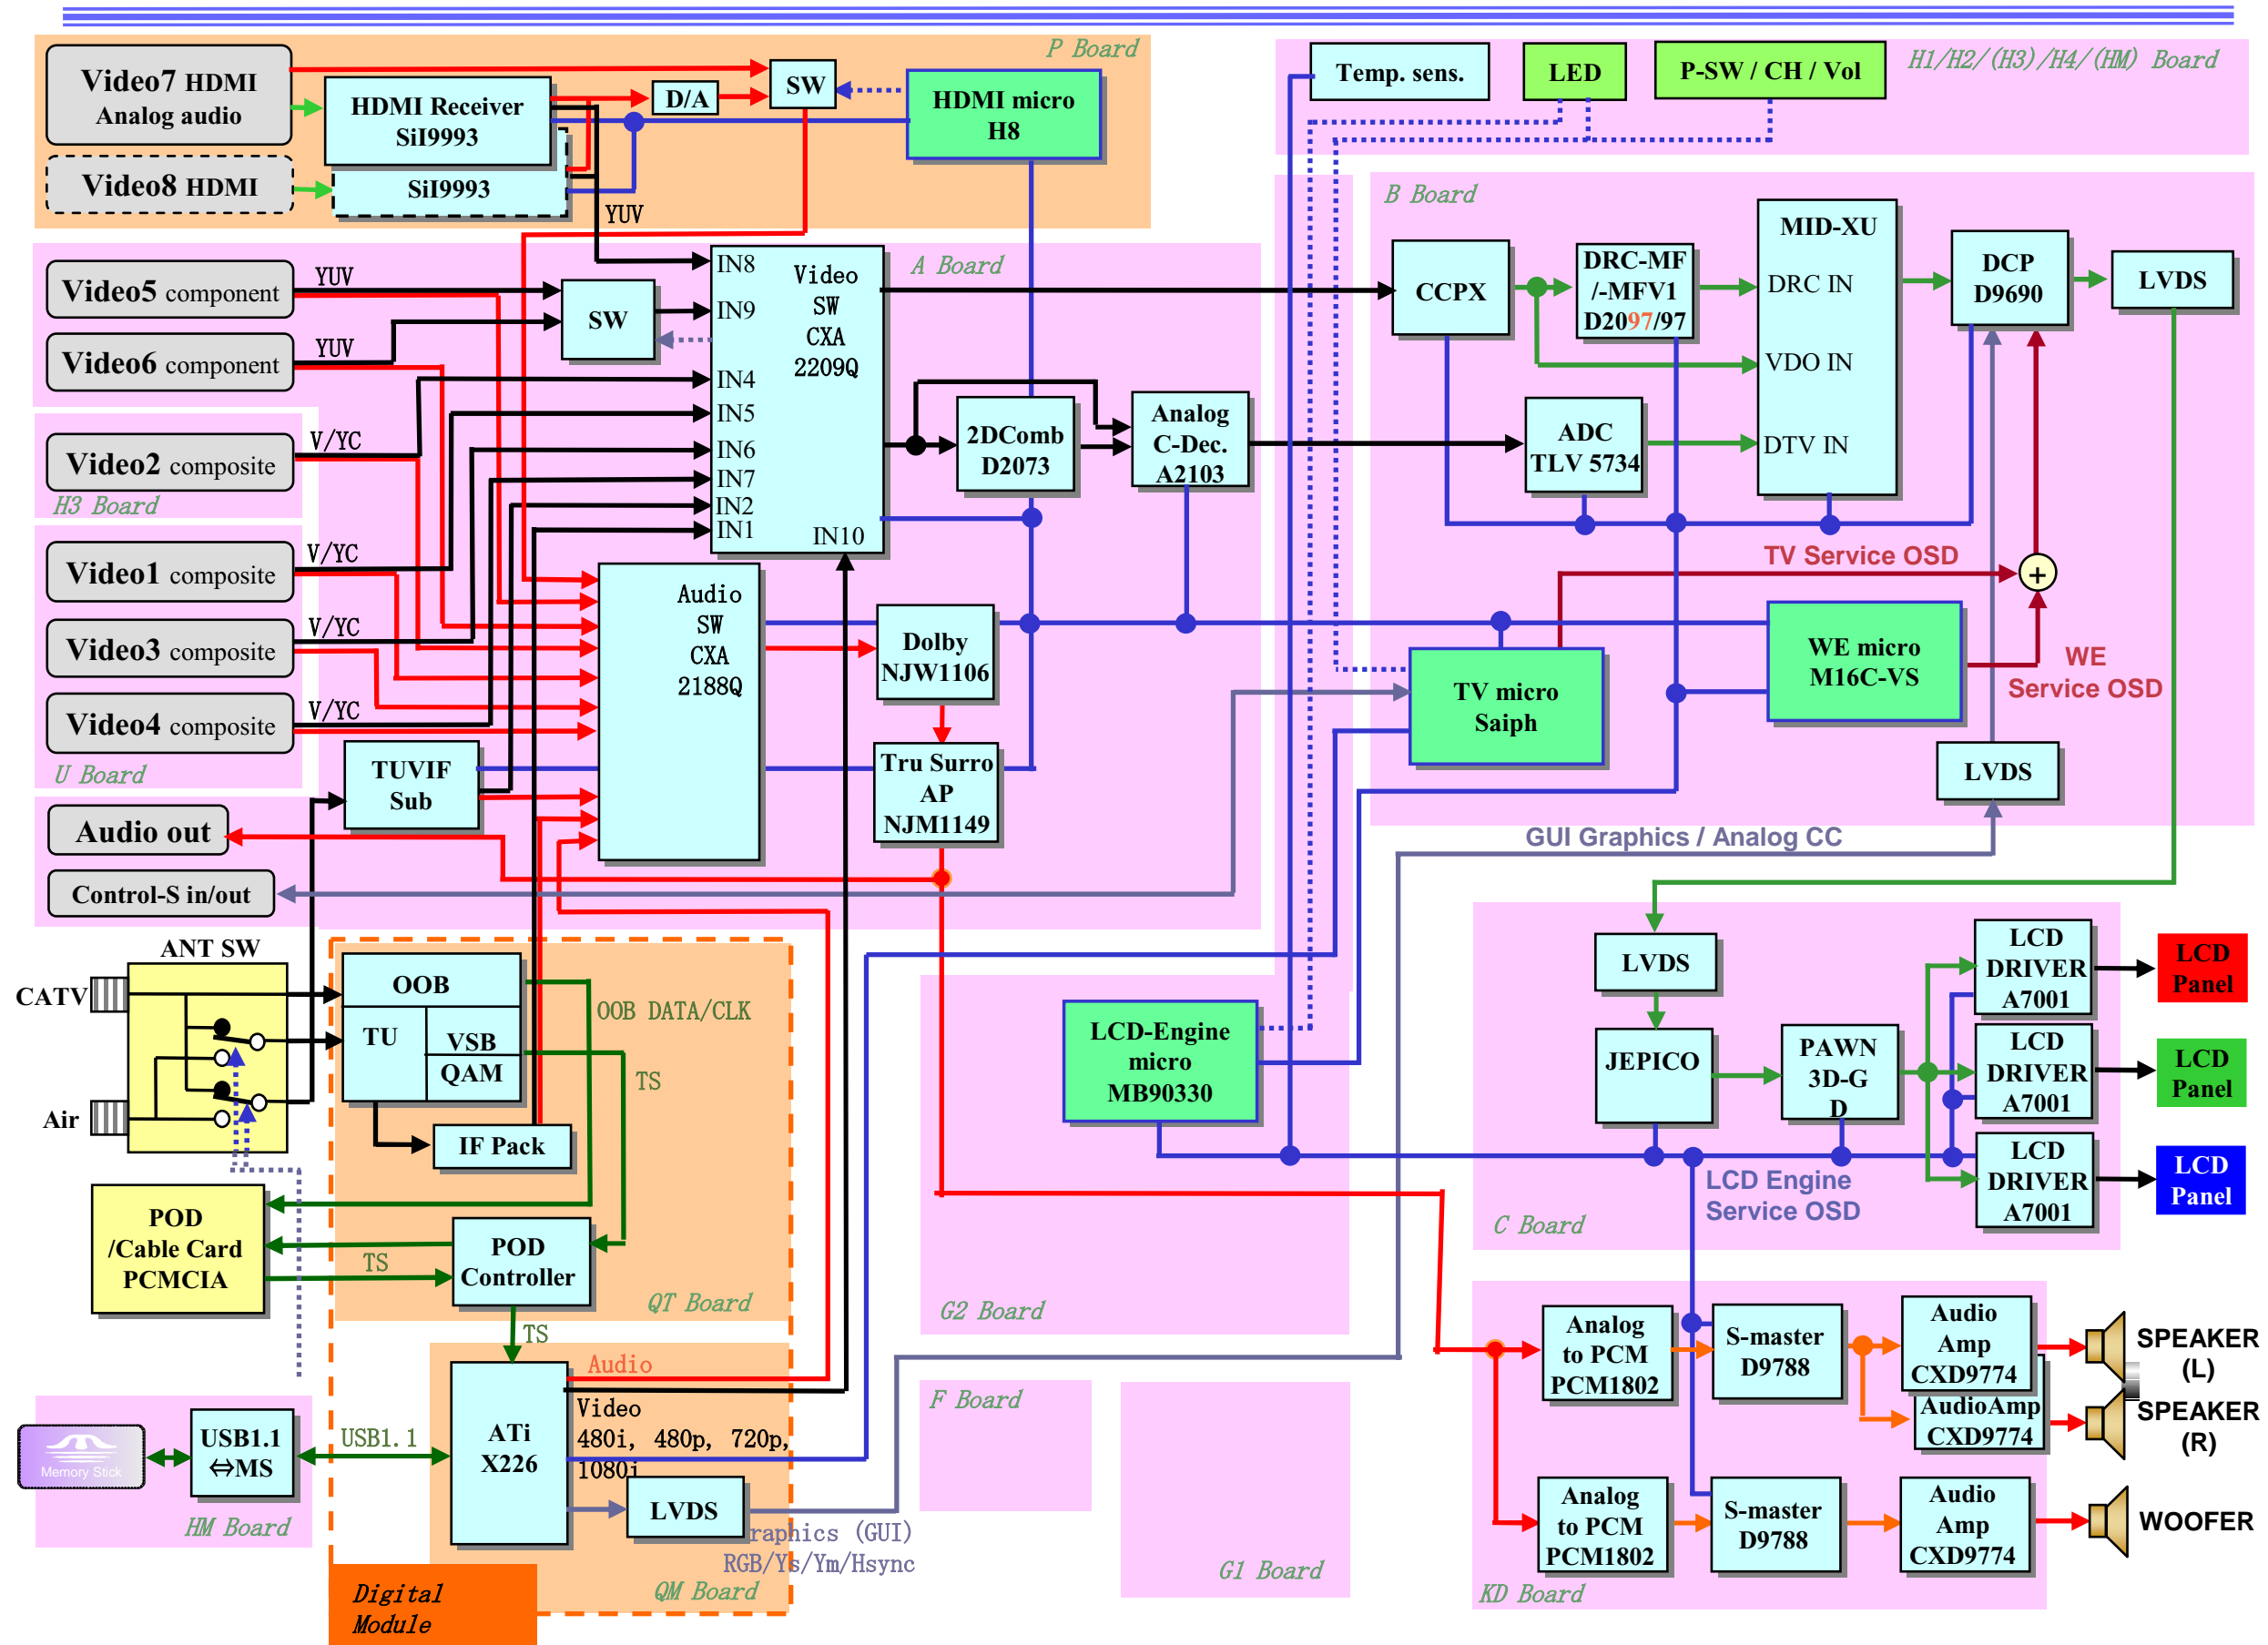 P Board
Video7 HDMI
Analog audio
HDMI Receiver
SiI9993
D/A
SW
HDMI micro
H8
Video8 HDMI
SiI9993
YUV
Temp. sens.
LED
P-SW / CH / Vol
H1/H2/(H3)/H4/(HM) Board
A Board
Video5 component
YUV
Video6 component
YUV
SW
IN8
IN9
IN4
IN5
IN6
IN7
IN2
IN1
IN10
Video
SW
CXA
2209Q
Video2 composite
V/YC
H3 Board
Video1 composite
V/YC
Video3 composite
V/YC
Video4 composite
V/YC
U Board
2DComb
D2073
Analog
C-Dec.
A2103
Audio
SW
CXA
2188Q
Dolby
NJW1106
Tru Surro
AP
NJM1149
TUVIF
Sub
Audio out
Control-S in/out
B Board
CCPX
DRC-MF
/-MFV1
D2097/97
MID-XU
DRC IN
VDO IN
DTV IN
DCP
D9690
LVDS
ADC
TLV 5734
TV Service OSD
+
WE micro
M16C-VS
WE
Service OSD
TV micro
Saiph
LVDS
GUI Graphics / Analog CC
ANT SW
CATV
Air
OOB
TU
VSB
QAM
IF Pack
OOB DATA/CLK
TS
POD
/Cable Card
PCMCIA
TS
POD
Controller
QT Board
TS
ATi
X226
Audio
Video
480i, 480p, 720p,
1080i
LVDS
raphics (GUI)
RGB/Ys/Ym/Hsync
QM Board
Digital
Module
Memory Stick
USB1.1
⇔MS
USB1.1
HM Board
LCD-Engine
micro
MB90330
G2 Board
F Board
G1 Board
LVDS
JEPICO
PAWN
3D-G
D
LCD
DRIVER
A7001
LCD
DRIVER
A7001
LCD
DRIVER
A7001
LCD
Panel
LCD
Panel
LCD
Panel
LCD Engine
Service OSD
C Board
Analog
to PCM
PCM1802
S-master
D9788
Audio
Amp
CXD9774
AudioAmp
CXD9774
SPEAKER
(L)
SPEAKER
(R)
Analog
to PCM
PCM1802
S-master
D9788
Audio
Amp
CXD9774
WOOFER
KD Board